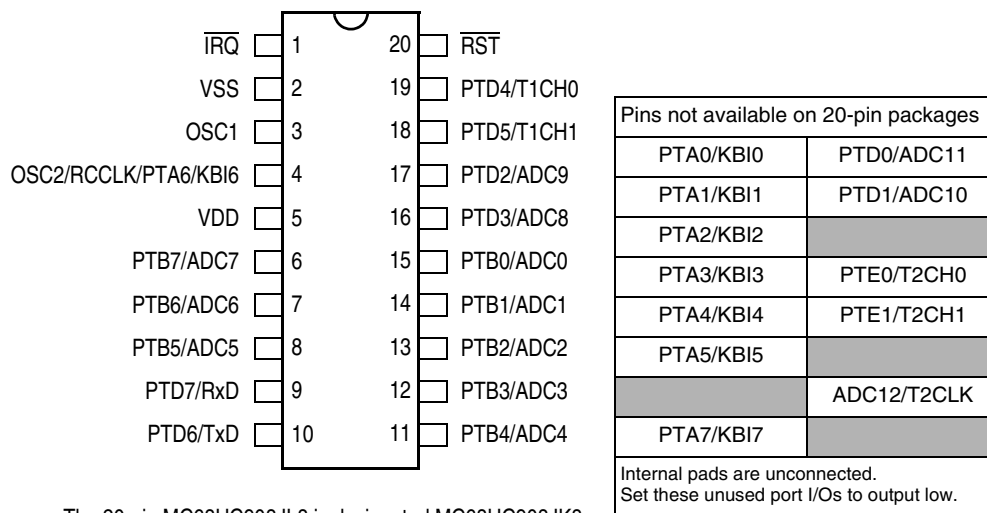 IRQ 1 20 RST
VSS 2 19 PTD4/T1CH0
OSC1 3 18 PTD5/T1CH1
OSC2/RCCLK/PTA6/KBI6 4 17 PTD2/ADC9
VDD 5 16 PTD3/ADC8
PTB7/ADC7 6 15 PTB0/ADC0
PTB6/ADC6 7 14 PTB1/ADC1
PTB5/ADC5 8 13 PTB2/ADC2
PTD7/RxD 9 12 PTB3/ADC3
PTD6/TxD 10 11 PTB4/ADC4
Pins not available on 20-pin packages
PTA0/KBI0 PTD0/ADC11
PTA1/KBI1 PTD1/ADC10
PTA2/KBI2
PTA3/KBI3 PTE0/T2CH0
PTA4/KBI4 PTE1/T2CH1
PTA5/KBI5
ADC12/T2CLK
PTA7/KBI7
Internal pads are unconnected.
Set these unused port I/Os to output low.